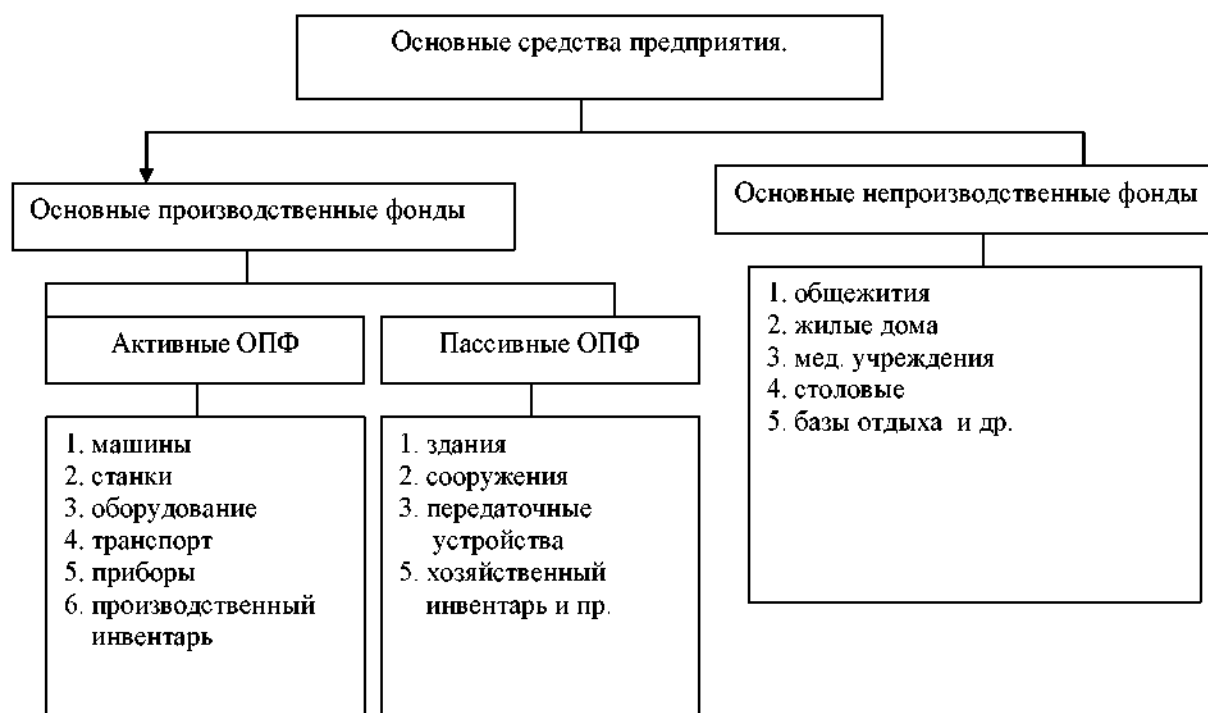 Основные средства предприятия.
Основные производственные фонды
Основные непроизводственные фонды
Активные ОПФ
Пассивные ОПФ
1. машины
2. станки
3. оборудование
4. транспорт
5. приборы
6. производственный
инвентарь
1. здания
2. сооружения
3. передаточные
устройства
5. хозяйственный
инвентарь и пр.
1. общежития
2. жилые дома
3. мед. учреждения
4. столовые
5. базы отдыха и др.